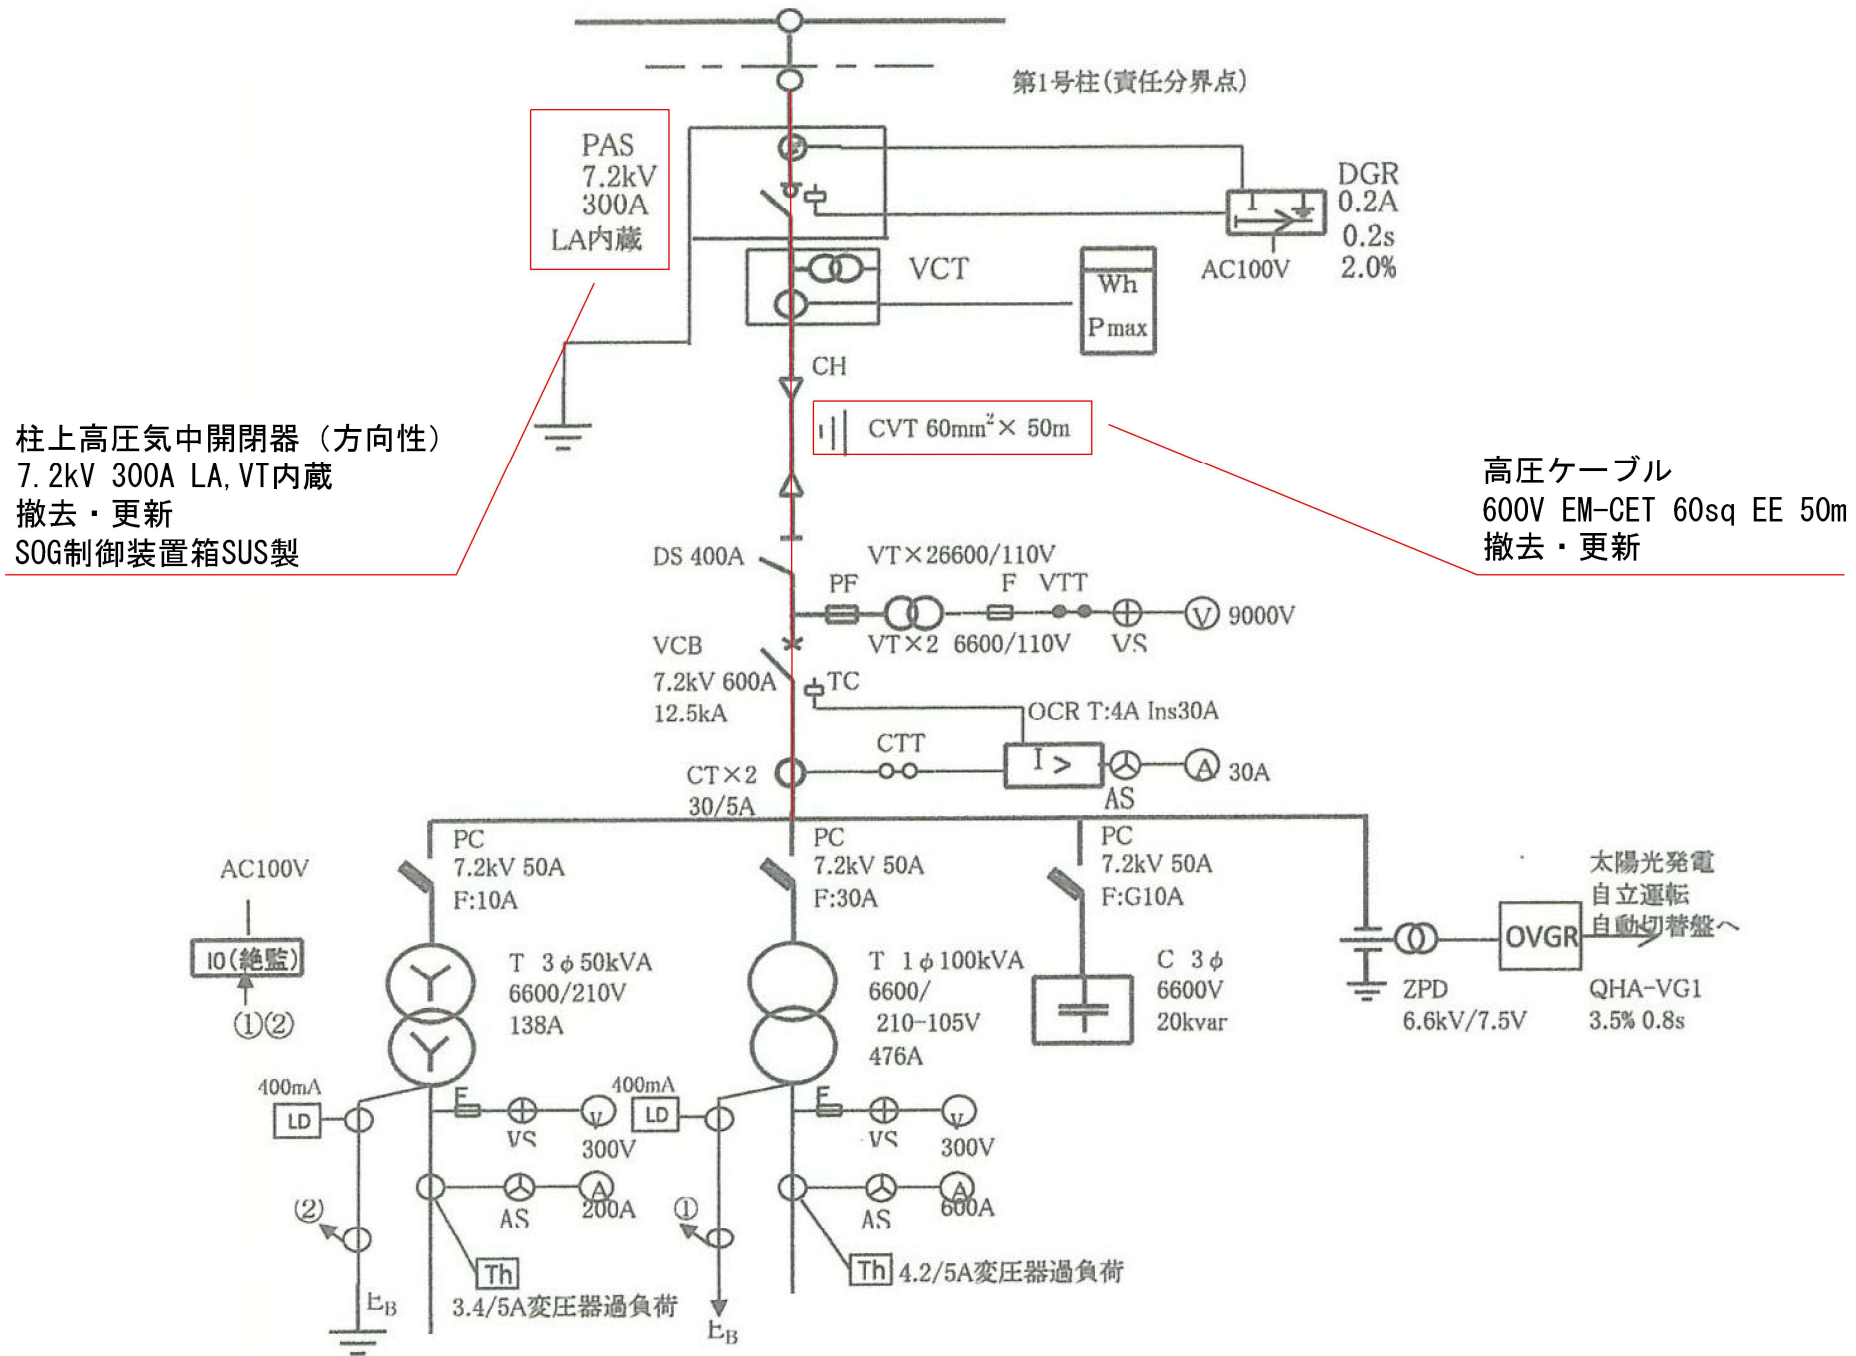 第1号柱(責任分界点)
PAS
7.2kV
300A
LA内蔵
DGR
0.2A
0.2s
2.0%
I
AC100V
VCT
Wh
Pmax
CH
CVT 60mm²× 50m
柱上高圧気中開閉器（方向性）
7.2kV 300A LA,VT内蔵
撤去・更新
SOG制御装置箱SUS製
高圧ケーブル
600V EM-CET 60sq EE 50m
撤去・更新
DS 400A
VT×26600/110V
PF
F
VTT
V
9000V
VT×2 6600/110V
VS
VCB
7.2kV 600A
12.5kA
TC
OCR T:4A Ins30A
CTT
I >
A
30A
AS
CT×2
30/5A
PC
7.2kV 50A
F:10A
PC
7.2kV 50A
F:30A
PC
7.2kV 50A
F:G10A
AC100V
IO(絶監)
①②
T 3φ50kVA
6600/210V
138A
T 1φ100kVA
6600/
210-105V
476A
C 3φ
6600V
20kvar
太陽光発電
自立運転
自動切替盤へ
OVGR
ZPD
6.6kV/7.5V
QHA-VG1
3.5% 0.8s
400mA
LD
F
VS
V
300V
AS
A
200A
②
Th
3.4/5A変圧器過負荷
EB
400mA
LD
F
VS
V
300V
AS
A
600A
①
Th
4.2/5A変圧器過負荷
EB